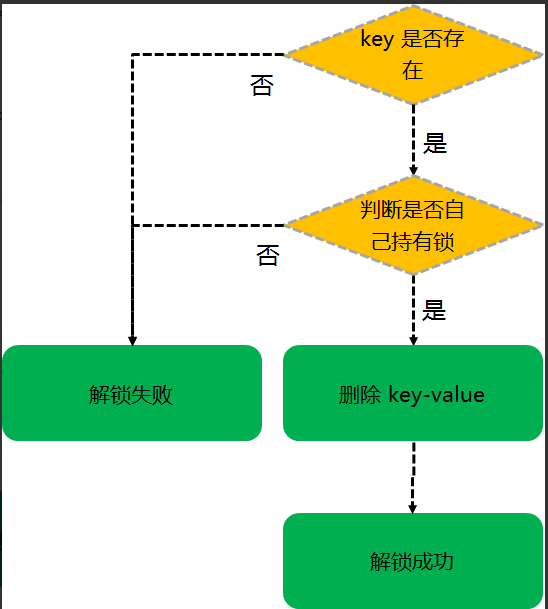 key 是否存
在
否
是
判断是否自
己持有锁
否
是
解锁失败
删除 key-value
解锁成功